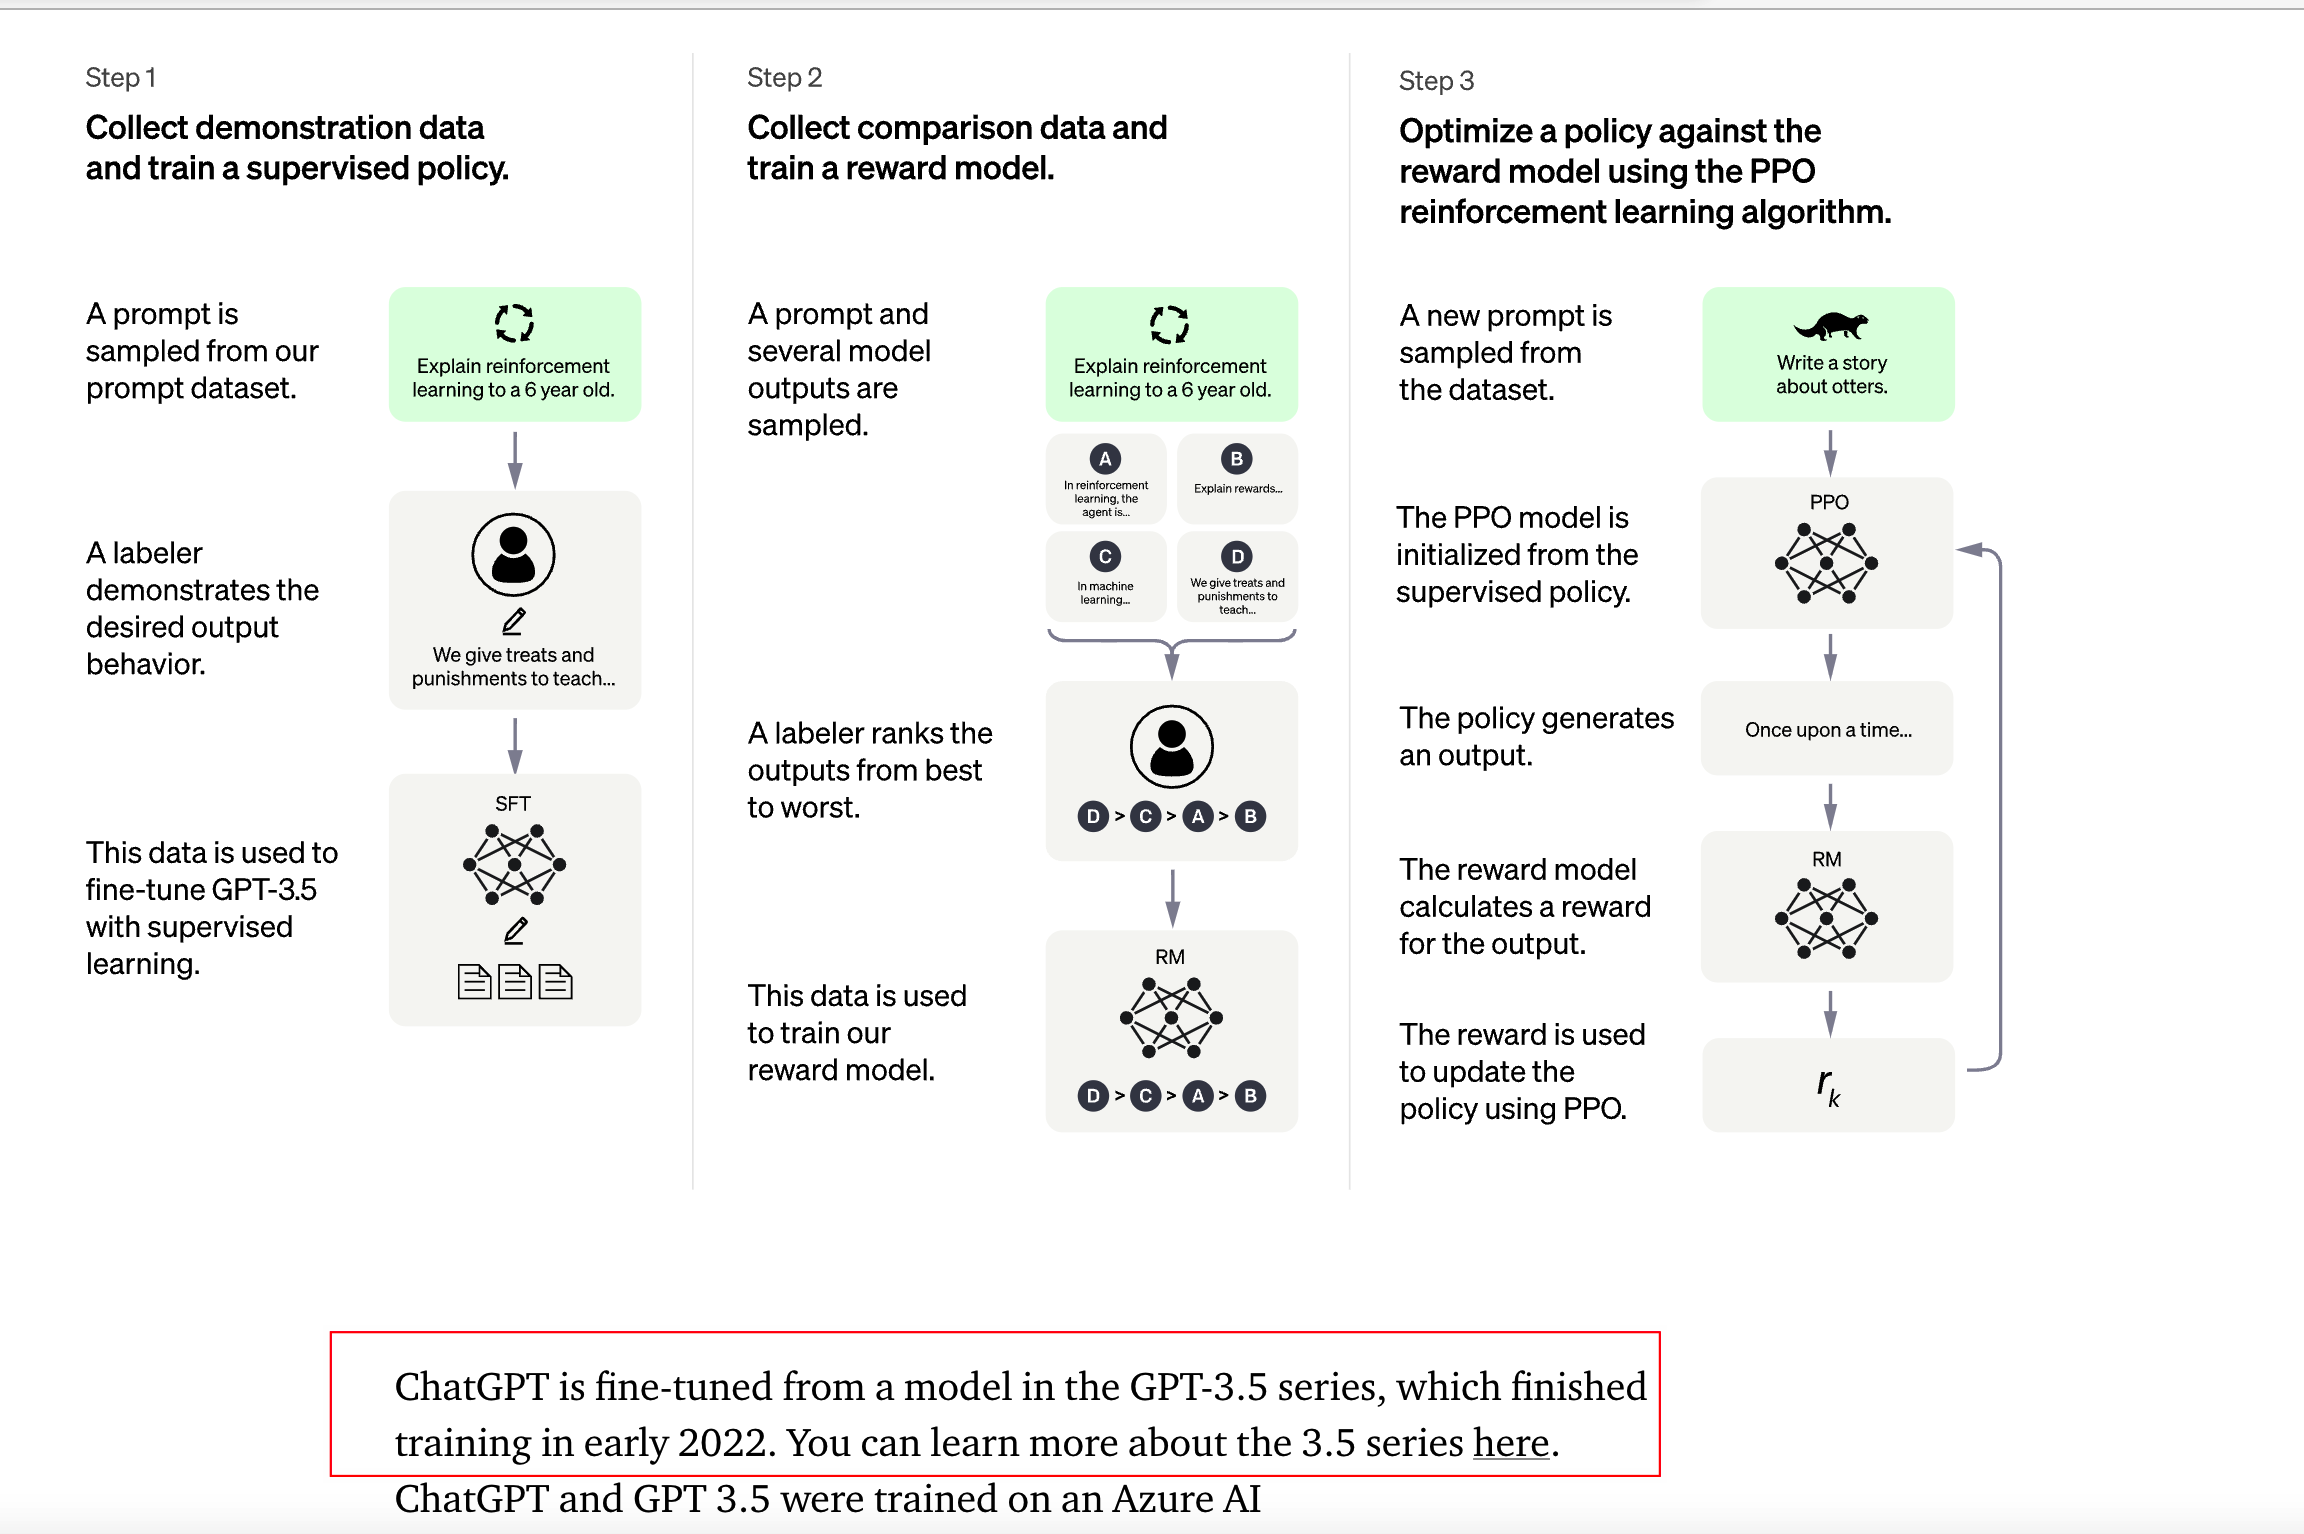 Step 1
Collect demonstration data
and train a supervised policy.
A prompt is
sampled from our
prompt dataset.
Explain reinforcement
learning to a 6 year old.
A labeler
demonstrates the
desired output
behavior.
We give treats and
punishments to teach...
This data is used to
fine-tune GPT-3.5
with supervised
learning.
SFT
Step 2
Collect comparison data and
train a reward model.
A prompt and
several model
outputs are
sampled.
Explain reinforcement
learning to a 6 year old.
A
In reinforcement
learning, the
agent is...
B
Explain rewards...
C
In machine
learning...
D
We give treats and
punishments to
teach...
A labeler ranks the
outputs from best
to worst.
D > C > A > B
This data is used
to train our
reward model.
RM
D > C > A > B
Step 3
Optimize a policy against the
reward model using the PPO
reinforcement learning algorithm.
A new prompt is
sampled from
the dataset.
Write a story
about otters.
The PPO model is
initialized from the
supervised policy.
PPO
The policy generates
an output.
Once upon a time...
The reward model
calculates a reward
for the output.
RM
The reward is used
to update the
policy using PPO.
rk
ChatGPT is fine-tuned from a model in the GPT-3.5 series, which finished
training in early 2022. You can learn more about the 3.5 series here.
ChatGPT and GPT 3.5 were trained on an Azure AI